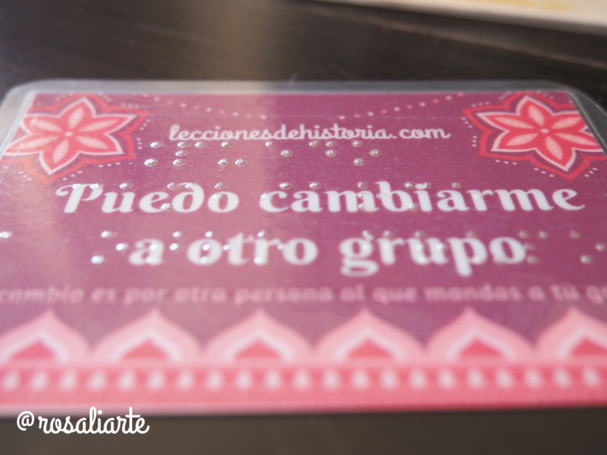 leccionesdehistoria.com
Puedo cambiarme
a otro grupo
cambio es por otra persona al que mandas a tu
@rosaliarte